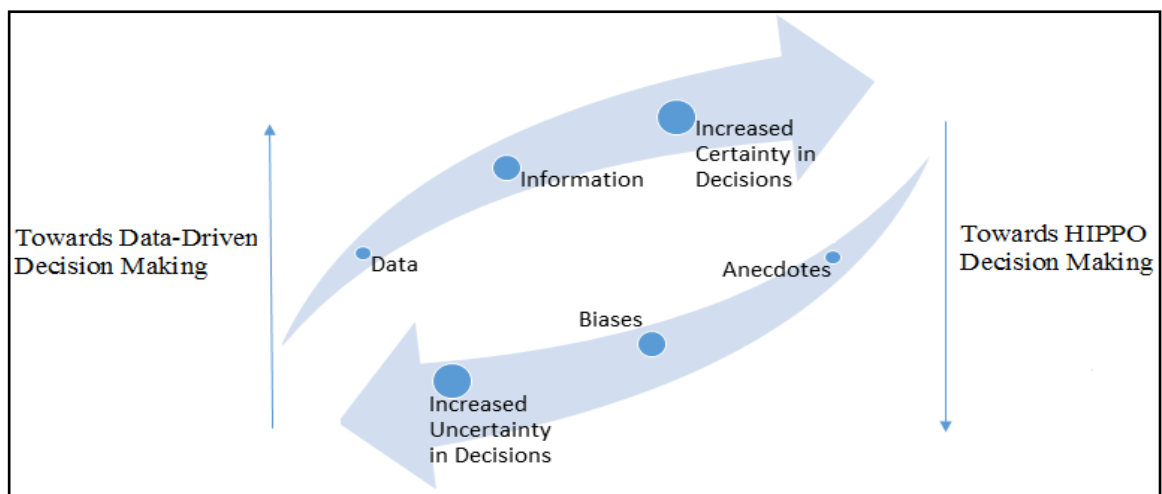 Increased
Certainty in
Decisions
Information
Towards Data-Driven
Decision Making
Data
Towards HIPPO
Decision Making
Anecdotes
Biases
Increased
Uncertainty
in Decisions